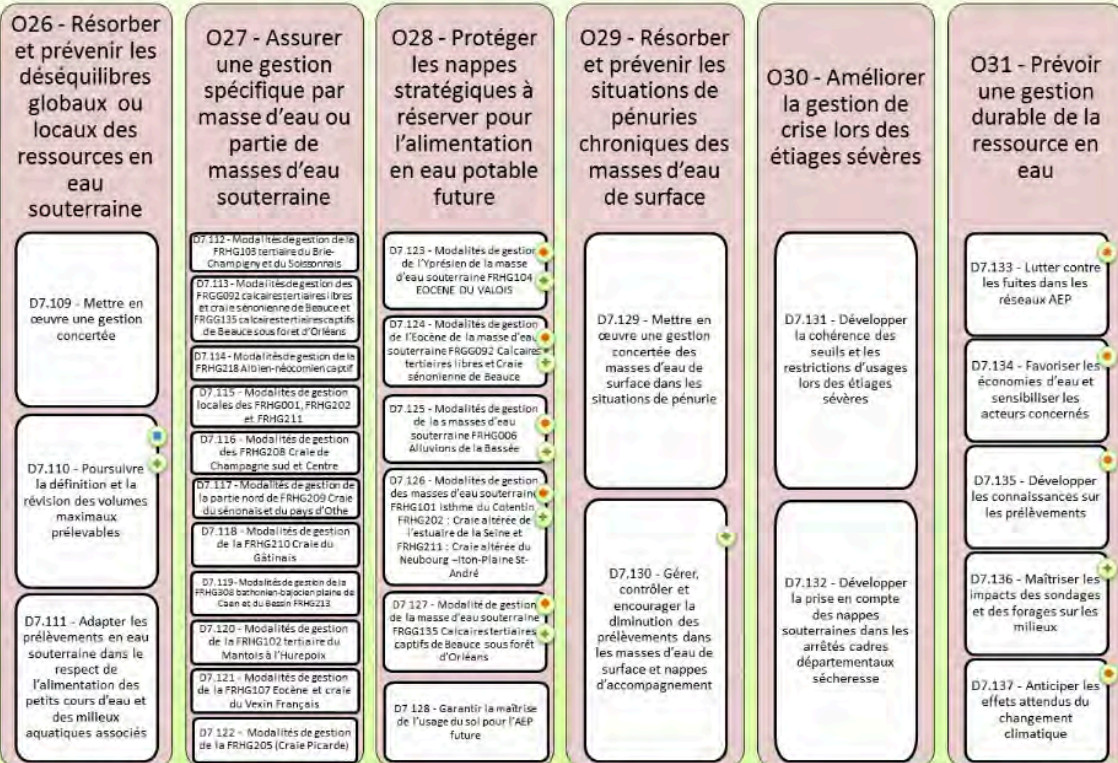 O26 - Résorber
et prévenir les
déséquilibres
globaux ou
locaux des
ressources en
eau
souterraine
D7.109 - Mettre en
œuvre une gestion
concertée
D7.110 - Poursuivre
la définition et la
révision des volumes
maximaux
prélevables
D7.111 - Adapter les
prélèvements en eau
souterraine dans le
respect de
l'alimentation des
petits cours d'eau et
des milieux
aquatiques associés
O27 - Assurer
une gestion
spécifique par
masse d'eau ou
partie de
masses d'eau
souterraine
D7.112 - Modalités de gestion de la
FRHG103 tertiaire du Brie-
Champigny et du Soissonnais
D7.113 - Modalités de gestion des
FRGG092 calcaires tertiaires libres
et craie sénonienne de Beauce et
FRGG135 calcaires tertiaires captifs
de Beauce sous foret d'Orléans
D7.114 - Modalités de gestion de la
FRHG218 Albien-néocomien captif
D7.115 - Modalités de gestion
locales des FRHG001, FRHG202
et FRHG211
D7.116 - Modalités de gestion
des FRHG208 Craie de
Champagne sud et Centre
D7.117 - Modalités de gestion de
la partie nord de FRHG209 Craie
du sénonais et du pays d'Othe
D7.118 - Modalités de gestion
de la FRHG210 Craie du
Gâtinais
D7.119 - Modalités de gestion de la
FRHG308 bathonien-bajocien plaine de
Caen et du Bessin FRHG213
D7.120 - Modalités de gestion
de la FRHG102 tertiaire du
Mantois à l'Hurepoix
D7.121 - Modalités de gestion
de la FRHG107 Eocène et craie
du Vexin Français
D7 122 - Modalités de gestion
de la FRHG205 (Craie Picarde)
O28 - Protéger
les nappes
stratégiques à
réserver pour
l'alimentation
en eau potable
future
D7.123 - Modalités de gestion
de l'Yprésien de la masse
d'eau souterraine FRHG104
EOCENE DU VALOIS
D7.124 - Modalités de gestion
de l'Eocène de la masse d'eau
souterraine FRGG092 Calcaires
tertiaires libres et Craie
sénonienne de Beauce
D7.125 - Modalités de gestion
de la s masses d'eau
souterraine FRHG006
Alluvions de la Bassée
D7.126 - Modalités de gestion
des masses d'eau souterraine
FRHG101 Isthme du Cotentin
FRHG202 : Craie altérée de
l'estuaire de la Seine et
FRHG211 : Craie altérée du
Neubourg –Iton-Plaine St-
André
D7 127 - Modalité de gestion
de la masse d'eau souterraine
FRGG135 Calcaires tertiaires
captifs de Beauce sous forêt
d'Orléans
D7 128 - Garantir la maîtrise
de l'usage du sol pour l'AEP
future
O29 - Résorber
et prévenir les
situations de
pénuries
chroniques des
masses d'eau
de surface
D7.129 - Mettre en
œuvre une gestion
concertée des
masses d'eau de
surface dans les
situations de pénurie
D7.130 - Gérer,
contrôler et
encourager la
diminution des
prélèvements dans
les masses d'eau de
surface et nappes
d'accompagnement
O30 - Améliorer
la gestion de
crise lors des
étiages sévères
D7.131 - Développer
la cohérence des
seuils et les
restrictions d'usages
lors des étiages
sévères
D7.132 - Développer
la prise en compte
des nappes
souterraines dans les
arrêtés cadres
départementaux
sécheresse
O31 - Prévoir
une gestion
durable de la
ressource en
eau
D7.133 - Lutter contre
les fuites dans les
réseaux AEP
D7.134 - Favoriser les
économies d'eau et
sensibiliser les
acteurs concernés
D7.135 - Développer
les connaissances sur
les prélèvements
D7.136 - Maîtriser les
impacts des sondages
et des forages sur les
milieux
D7.137 - Anticiper les
effets attendus du
changement
climatique